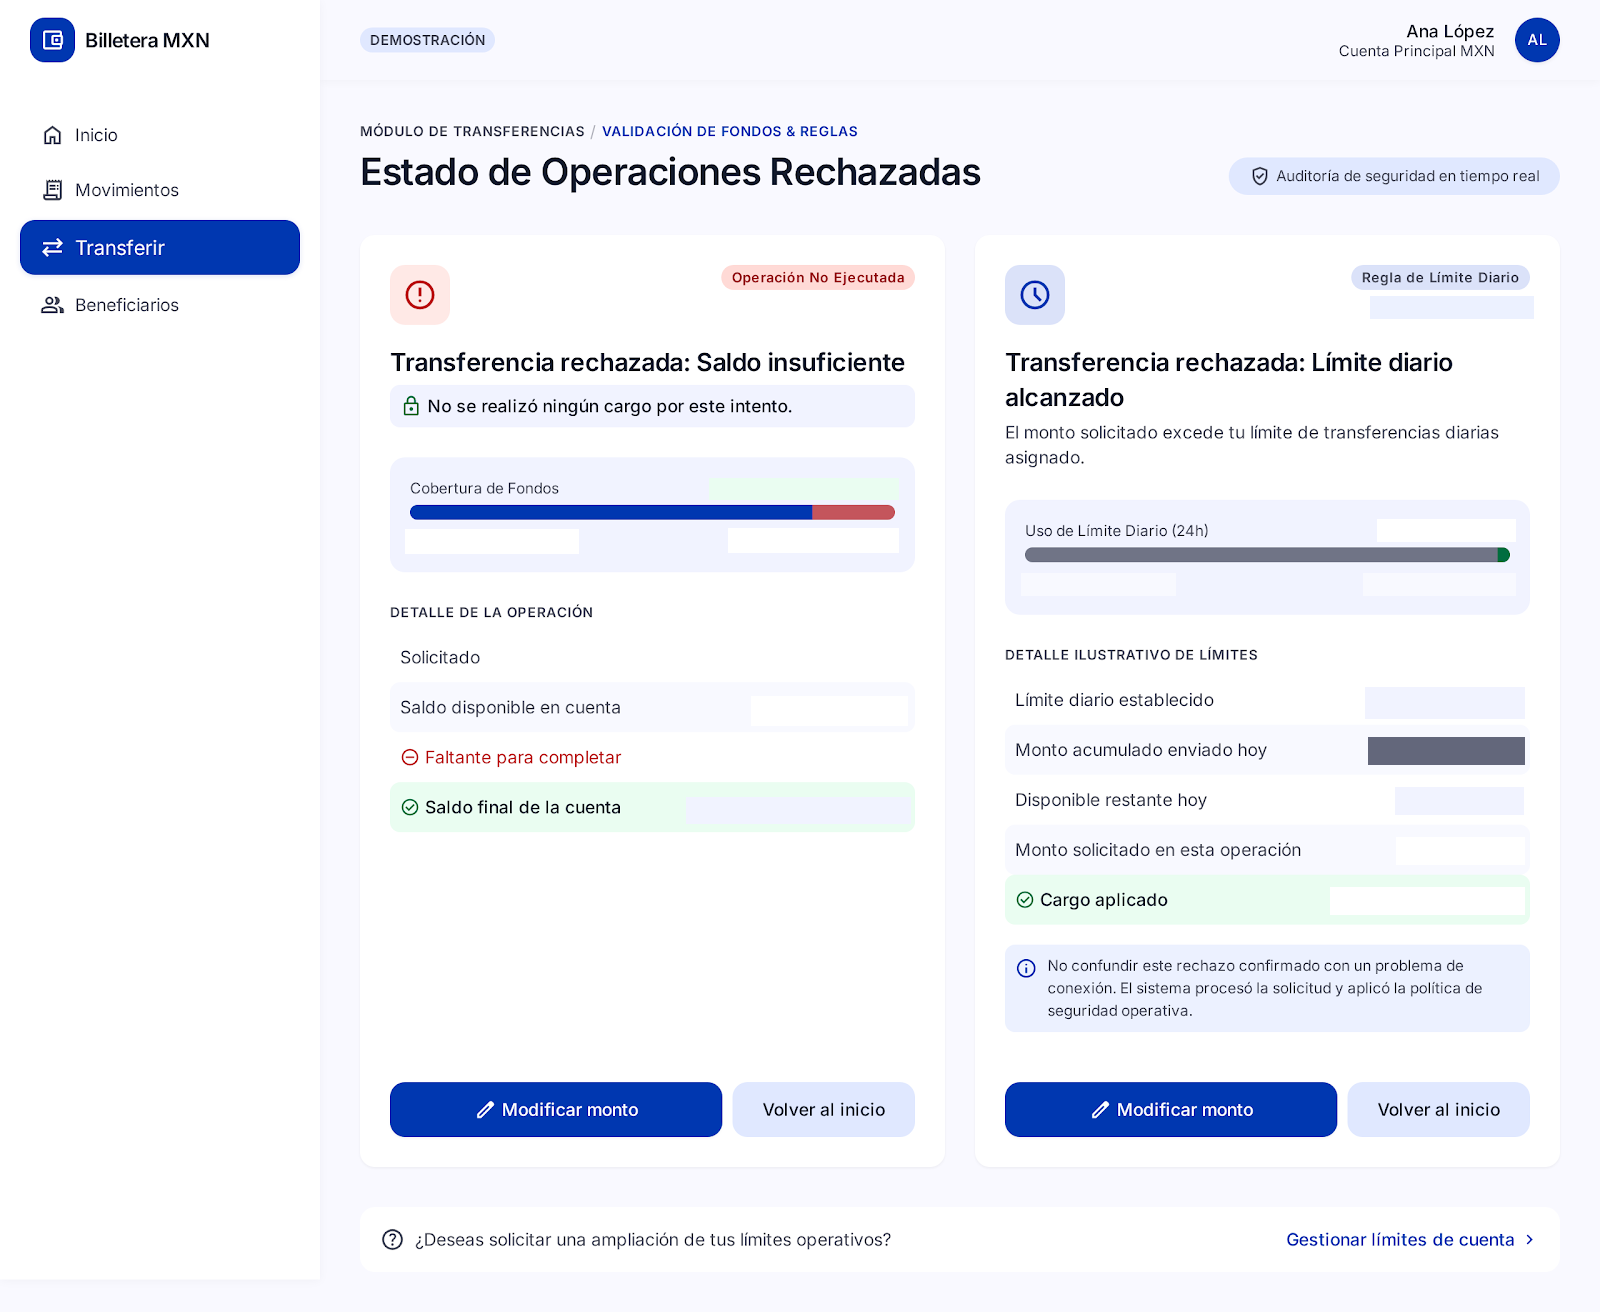 Billetera MXN
Inicio
Movimientos
Transferir
Beneficiarios
DEMOSTRACIÓN
Ana López
Cuenta Principal MXN
AL
MÓDULO DE TRANSFERENCIAS / VALIDACIÓN DE FONDOS & REGLAS
Estado de Operaciones Rechazadas
Auditoría de seguridad en tiempo real
Operación No Ejecutada
Transferencia rechazada: Saldo insuficiente
No se realizó ningún cargo por este intento.
Cobertura de Fondos
DETALLE DE LA OPERACIÓN
Solicitado
Saldo disponible en cuenta
Faltante para completar
Saldo final de la cuenta
Modificar monto
Volver al inicio
Regla de Límite Diario
Transferencia rechazada: Límite diario
alcanzado
El monto solicitado excede tu límite de transferencias diarias
asignado.
Uso de Límite Diario (24h)
DETALLE ILUSTRATIVO DE LÍMITES
Límite diario establecido
Monto acumulado enviado hoy
Disponible restante hoy
Monto solicitado en esta operación
Cargo aplicado
No confundir este rechazo confirmado con un problema de
conexión. El sistema procesó la solicitud y aplicó la política de
seguridad operativa.
Modificar monto
Volver al inicio
¿Deseas solicitar una ampliación de tus límites operativos?
Gestionar límites de cuenta